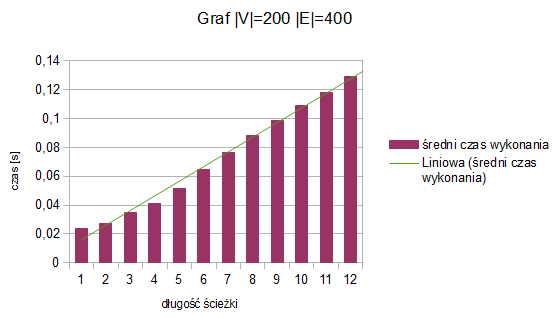 Graf |V|=200 |E|=400
0,14
0,12
0,1
0,08
0,06
0,04
0,02
0
czas [s]
1 2 3 4 5 6 7 8 9 10 11 12
długość ścieżki
średni czas wykonania
Liniowa (średni czas
wykonania)